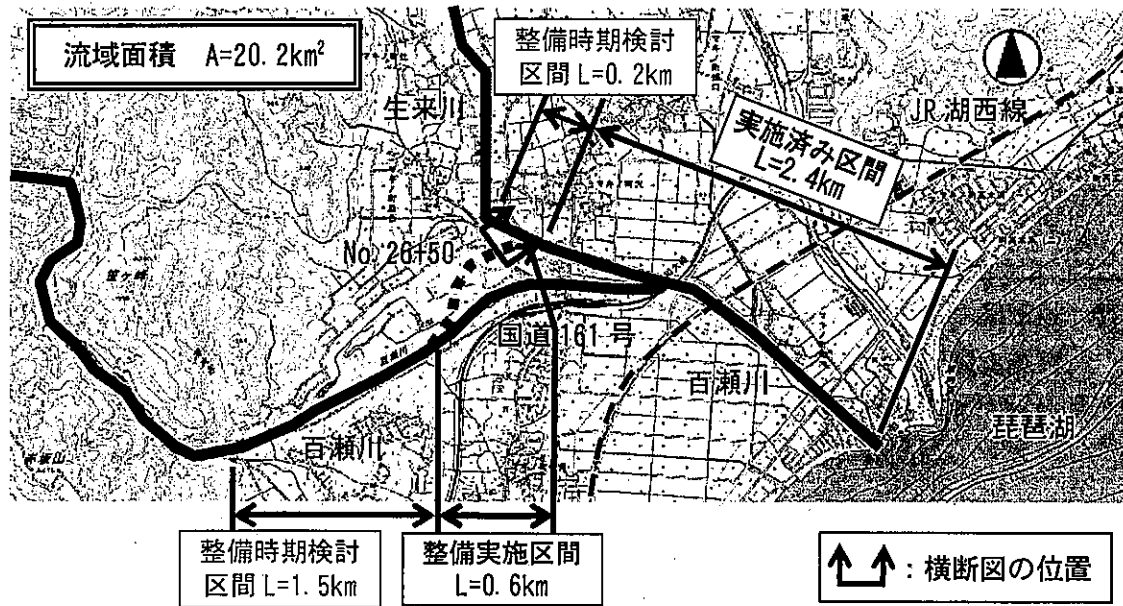 流域面積 A=20.2km²
整備時期検討
区間 L=0.2km
生来川
JR 湖西線
実施済み区間
L=2.4km
No.26+50
国道161号
百瀬川
琵琶湖
百瀬川
整備時期検討
区間 L=1.5km
整備実施区間
L=0.6km
：横断図の位置